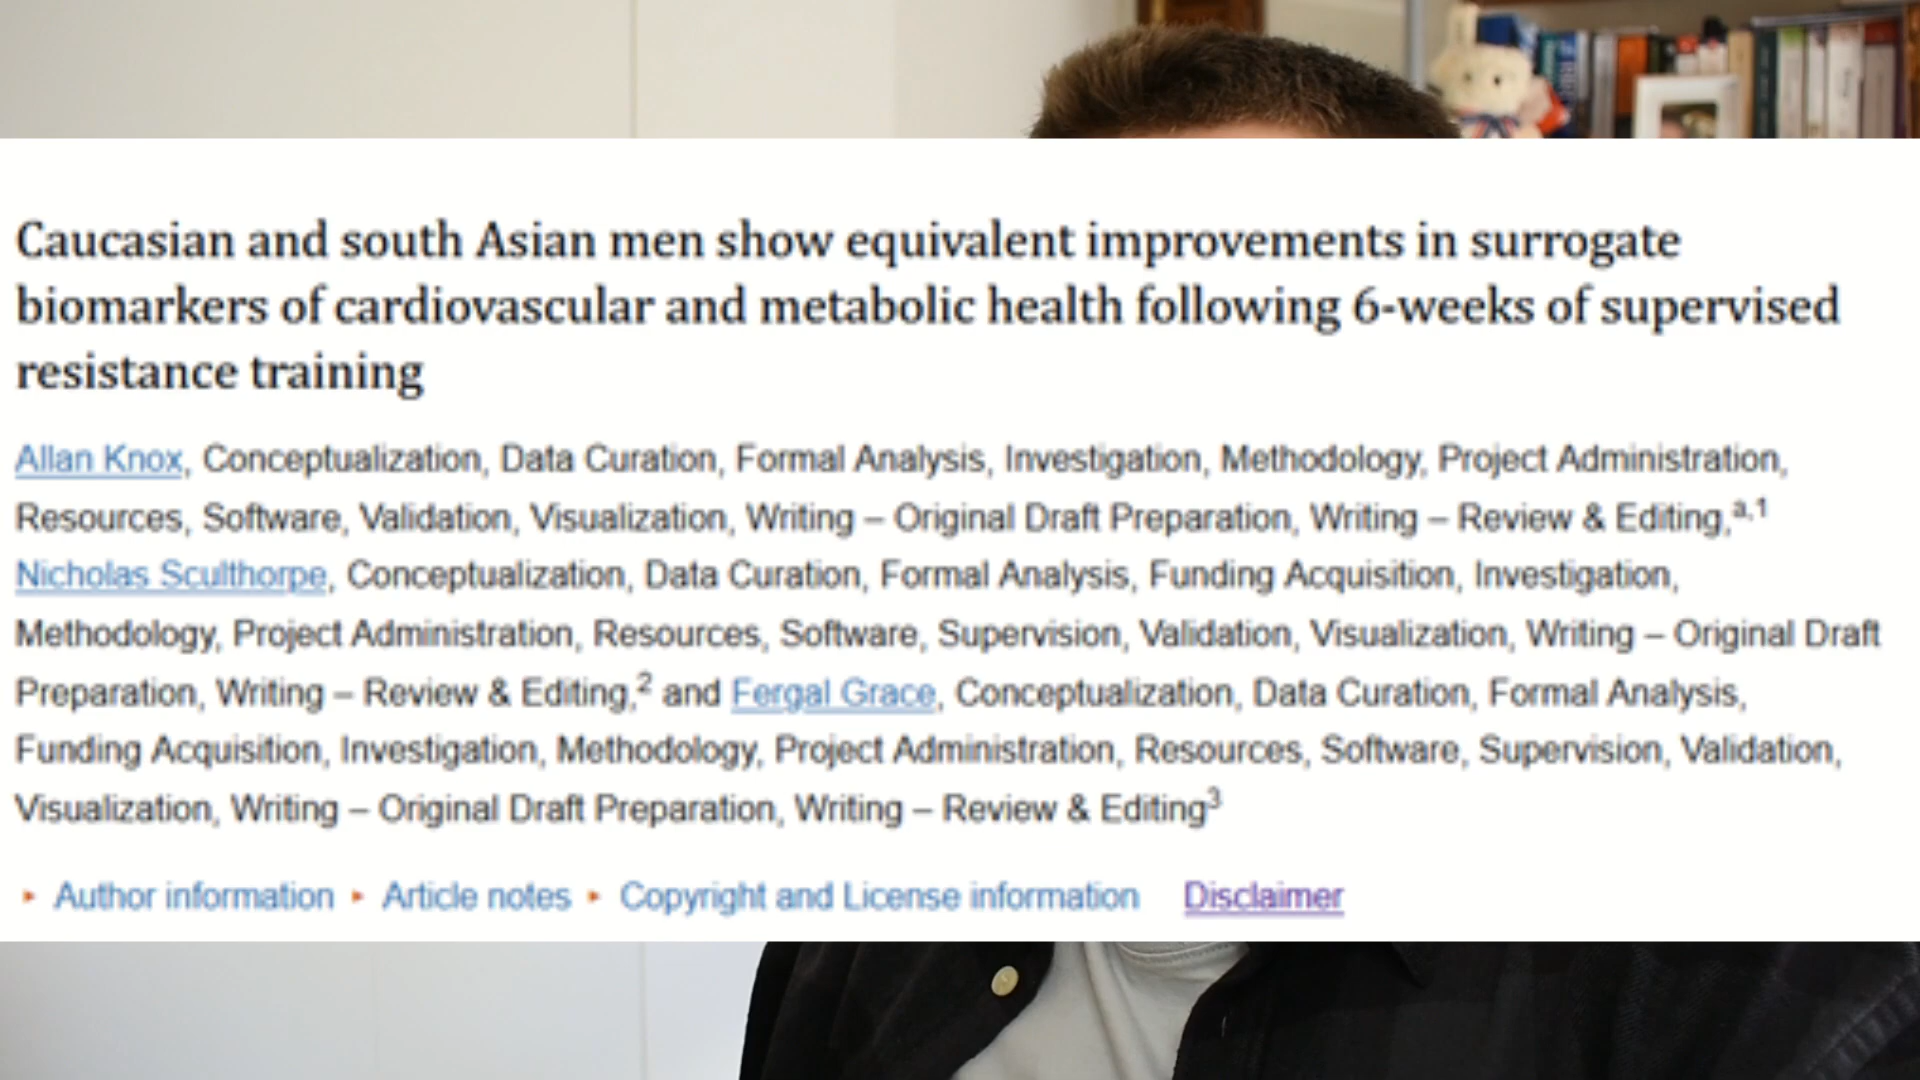 Caucasian and south Asian men show equivalent improvements in surrogate
biomarkers of cardiovascular and metabolic health following 6-weeks of supervised
resistance training
Allan Knox, Conceptualization, Data Curation, Formal Analysis, Investigation, Methodology, Project Administration,
Resources, Software, Validation, Visualization, Writing – Original Draft Preparation, Writing – Review & Editing,a,1
Nicholas Sculthorpe, Conceptualization, Data Curation, Formal Analysis, Funding Acquisition, Investigation,
Methodology, Project Administration, Resources, Software, Supervision, Validation, Visualization, Writing – Original Draft
Preparation, Writing – Review & Editing,2 and Fergal Grace, Conceptualization, Data Curation, Formal Analysis,
Funding Acquisition, Investigation, Methodology, Project Administration, Resources, Software, Supervision, Validation,
Visualization, Writing – Original Draft Preparation, Writing – Review & Editing3
▸ Author information ▸ Article notes ▸ Copyright and License information Disclaimer